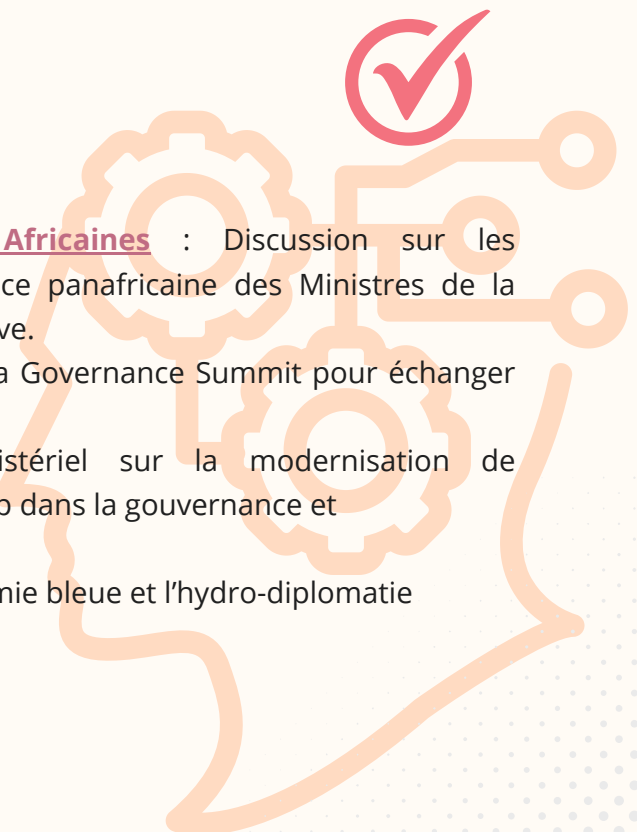 Africaines : Discussion sur les
ce panafricaine des Ministres de la
ve.
a Governance Summit pour échanger
istériel sur la modernisation de
dans la gouvernance et
mie bleue et l’hydro-diplomatie